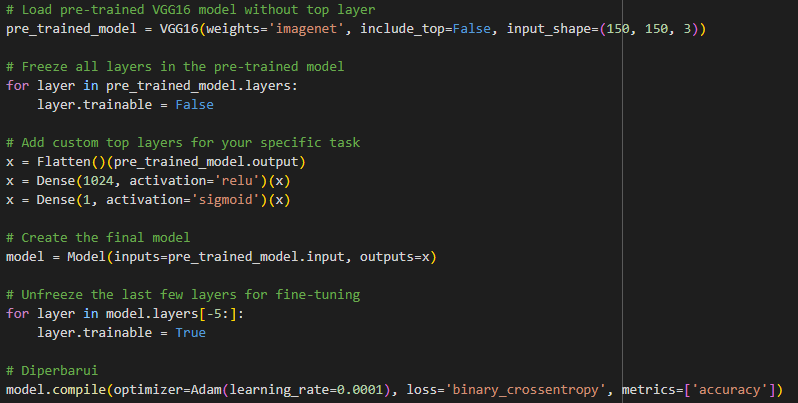 # Load pre-trained VGG16 model without top layer
pre_trained_model = VGG16(weights='imagenet', include_top=False, input_shape=(150, 150, 3))
# Freeze all layers in the pre-trained model
for layer in pre_trained_model.layers:
    layer.trainable = False
# Add custom top layers for your specific task
x = Flatten()(pre_trained_model.output)
x = Dense(1024, activation='relu')(x)
x = Dense(1, activation='sigmoid')(x)
# Create the final model
model = Model(inputs=pre_trained_model.input, outputs=x)
# Unfreeze the last few layers for fine-tuning
for layer in model.layers[-5:]:
    layer.trainable = True
# Diperbarui
model.compile(optimizer=Adam(learning_rate=0.0001), loss='binary_crossentropy', metrics=['accuracy'])